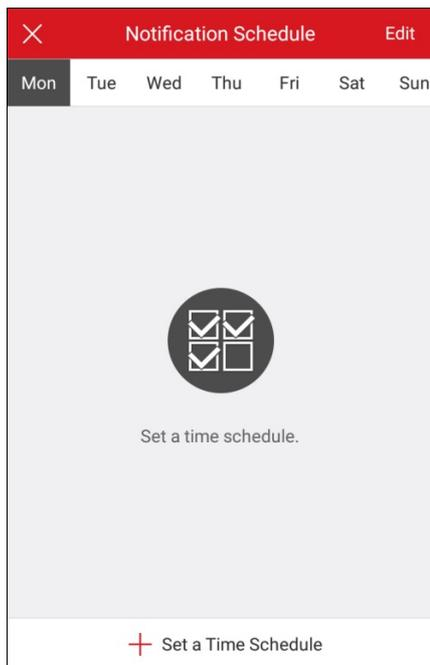 Notification Schedule Edit
Mon Tue Wed Thu Fri Sat Sun
Set a time schedule.
Set a Time Schedule